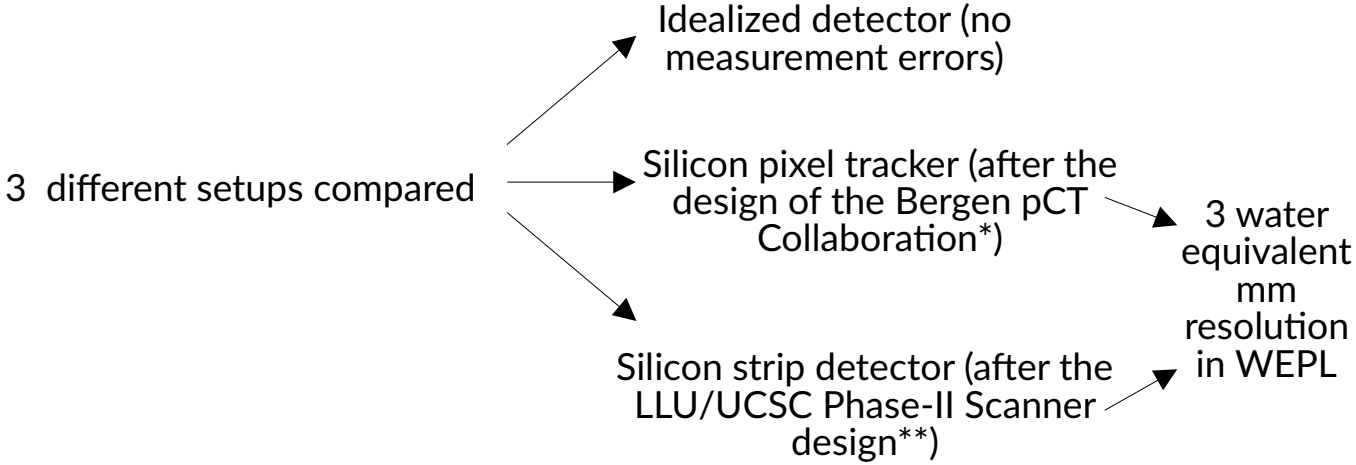 Idealized detector (no
measurement errors)
3 different setups compared
Silicon pixel tracker (after the
design of the Bergen pCT
Collaboration*)
3 water
equivalent
mm
resolution
in WEPL
Silicon strip detector (after the
LLU/UCSC Phase-II Scanner
design**)